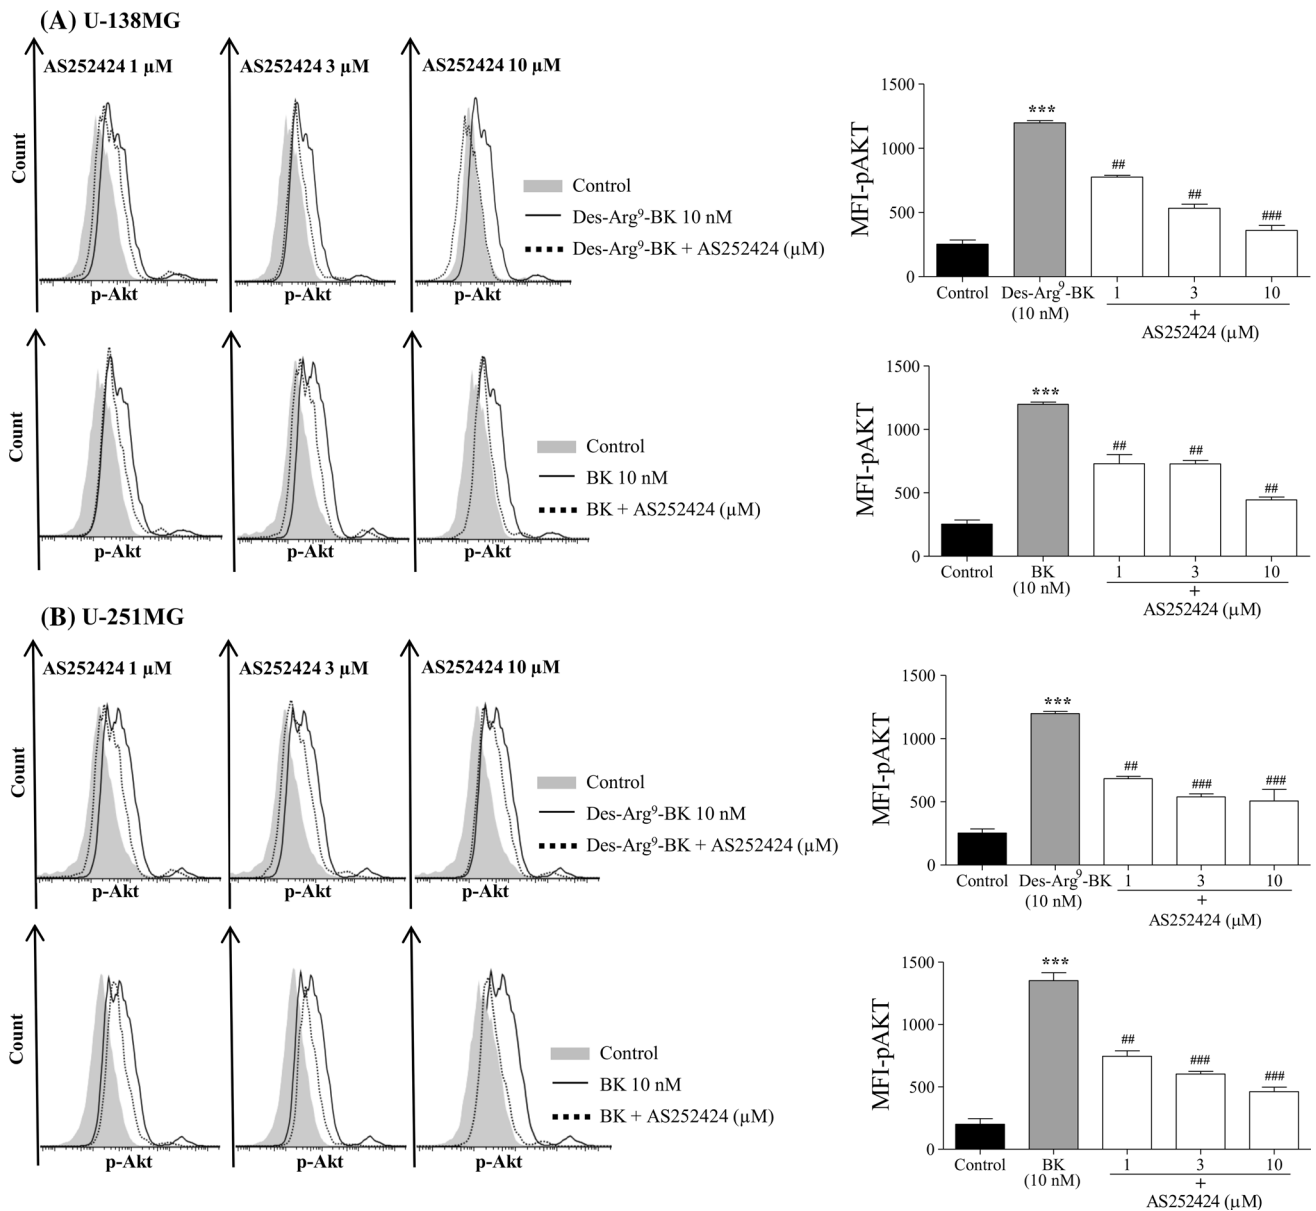 (A) U-138MG
AS252424 1 µM
AS252424 3 µM
AS252424 10 µM
Count
p-Akt
p-Akt
p-Akt
Control
Des-Arg⁹-BK 10 nM
Des-Arg⁹-BK + AS252424 (µM)
MFI-pAKT
1500
1000
500
0
***
##
##
###
Control
Des-Arg⁹-BK
(10 nM)
1
3
10
+
AS252424 (µM)
Count
p-Akt
p-Akt
p-Akt
Control
BK 10 nM
BK + AS252424 (µM)
MFI-pAKT
1500
1000
500
0
***
##
##
##
Control
BK
(10 nM)
1
3
10
+
AS252424 (µM)
(B) U-251MG
AS252424 1 µM
AS252424 3 µM
AS252424 10 µM
Count
p-Akt
p-Akt
p-Akt
Control
Des-Arg⁹-BK 10 nM
Des-Arg⁹-BK + AS252424 (µM)
MFI-pAKT
1500
1000
500
0
***
##
###
###
Control
Des-Arg⁹-BK
(10 nM)
1
3
10
+
AS252424 (µM)
Count
p-Akt
p-Akt
p-Akt
Control
BK 10 nM
BK + AS252424 (µM)
MFI-pAKT
1500
1000
500
0
***
##
###
###
Control
BK
(10 nM)
1
3
10
+
AS252424 (µM)